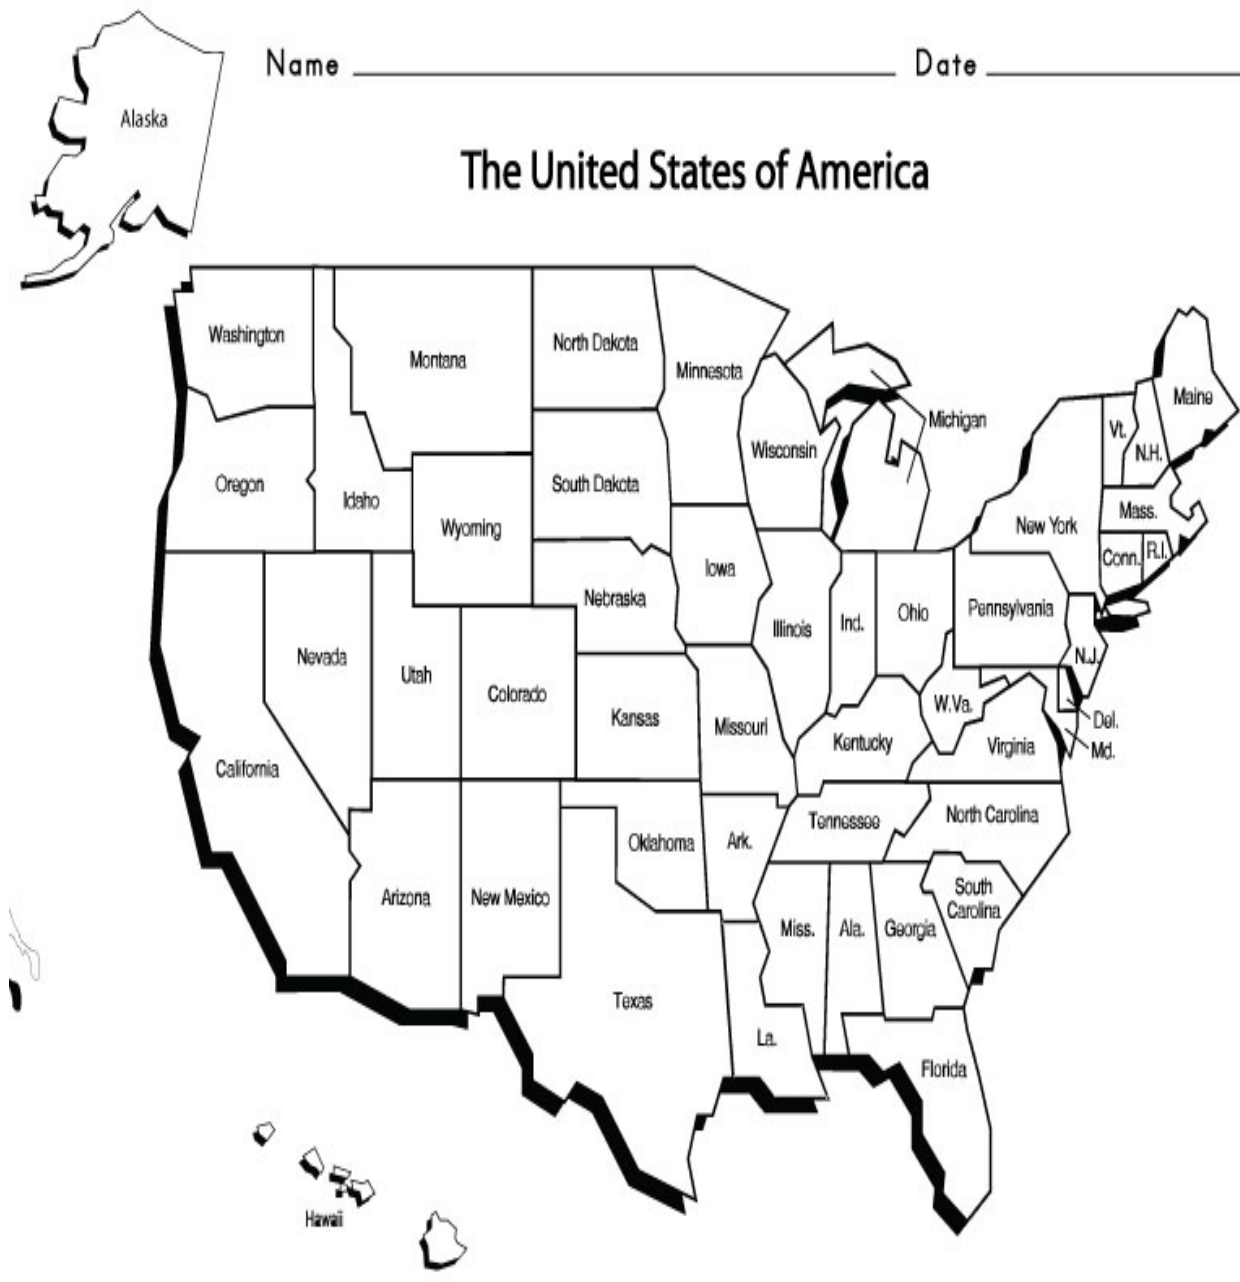 Name Date
Alaska
The United States of America
Washington
Montana
North Dakota
Minnesota
Maine
Michigan
Vt.
Wisconsin
N.H.
Oregon
Idaho
South Dakota
Wyoming
New York
Mass.
Iowa
Conn.
R.I.
Nebraska
Pennsylvania
Illinois
Ind.
Ohio
Nevada
Utah
N.J.
Colorado
W.Va.
Kansas
Missouri
Del.
Kentucky
Virginia
Md.
California
Tennessee
North Carolina
Oklahoma
Ark.
Arizona
New Mexico
South
Carolina
Miss.
Ala.
Georgia
Texas
La.
Florida
Hawaii